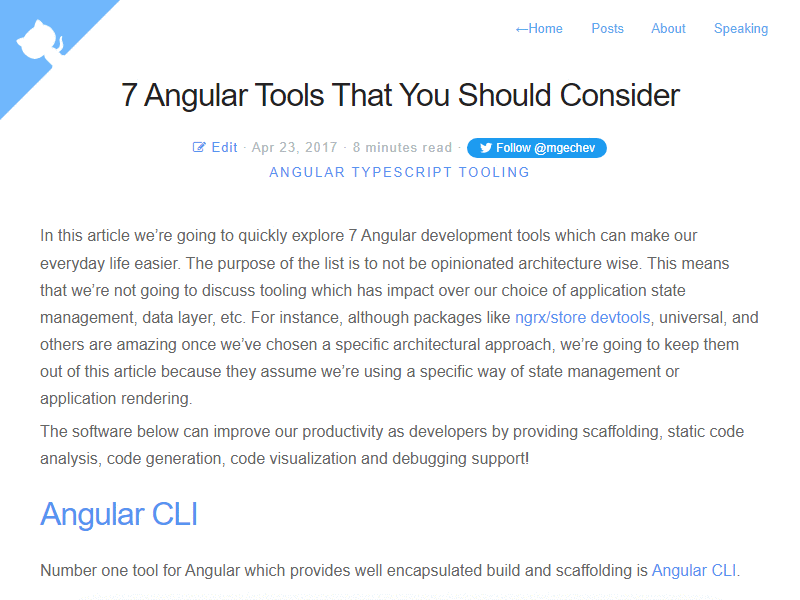 ←Home Posts About Speaking
7 Angular Tools That You Should Consider
Edit · Apr 23, 2017 · 8 minutes read · Follow @mgechev
ANGULAR TYPESCRIPT TOOLING
In this article we’re going to quickly explore 7 Angular development tools which can make our
everyday life easier. The purpose of the list is to not be opinionated architecture wise. This means
that we’re not going to discuss tooling which has impact over our choice of application state
management, data layer, etc. For instance, although packages like ngrx/store devtools, universal, and
others are amazing once we’ve chosen a specific architectural approach, we’re going to keep them
out of this article because they assume we’re using a specific way of state management or
application rendering.
The software below can improve our productivity as developers by providing scaffolding, static code
analysis, code generation, code visualization and debugging support!
Angular CLI
Number one tool for Angular which provides well encapsulated build and scaffolding is Angular CLI.